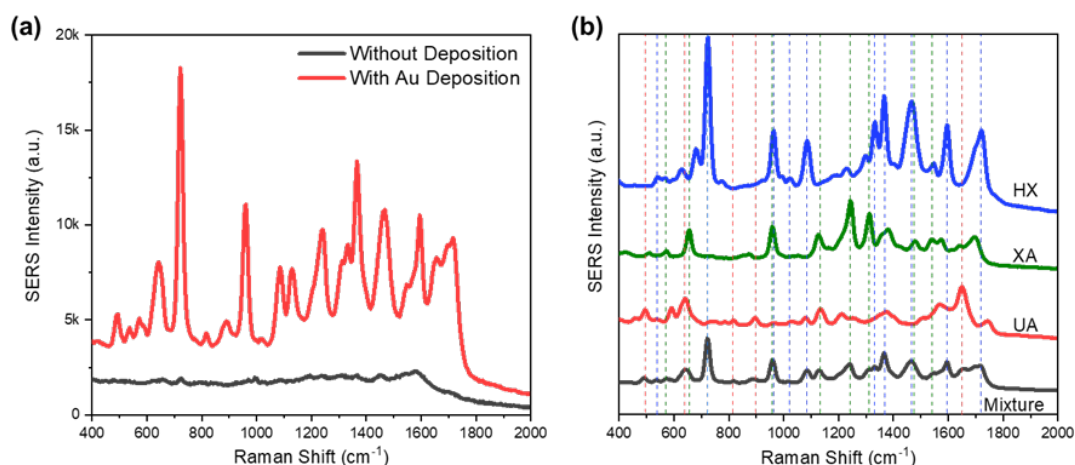 (a)
20k
15k
10k
5k
0
SERS Intensity (a.u.)
Without Deposition
With Au Deposition
400 600 800 1000 1200 1400 1600 1800 2000
Raman Shift (cm⁻¹)
(b)
SERS Intensity (a.u.)
HX
XA
UA
Mixture
400 600 800 1000 1200 1400 1600 1800 2000
Raman Shift (cm⁻¹)